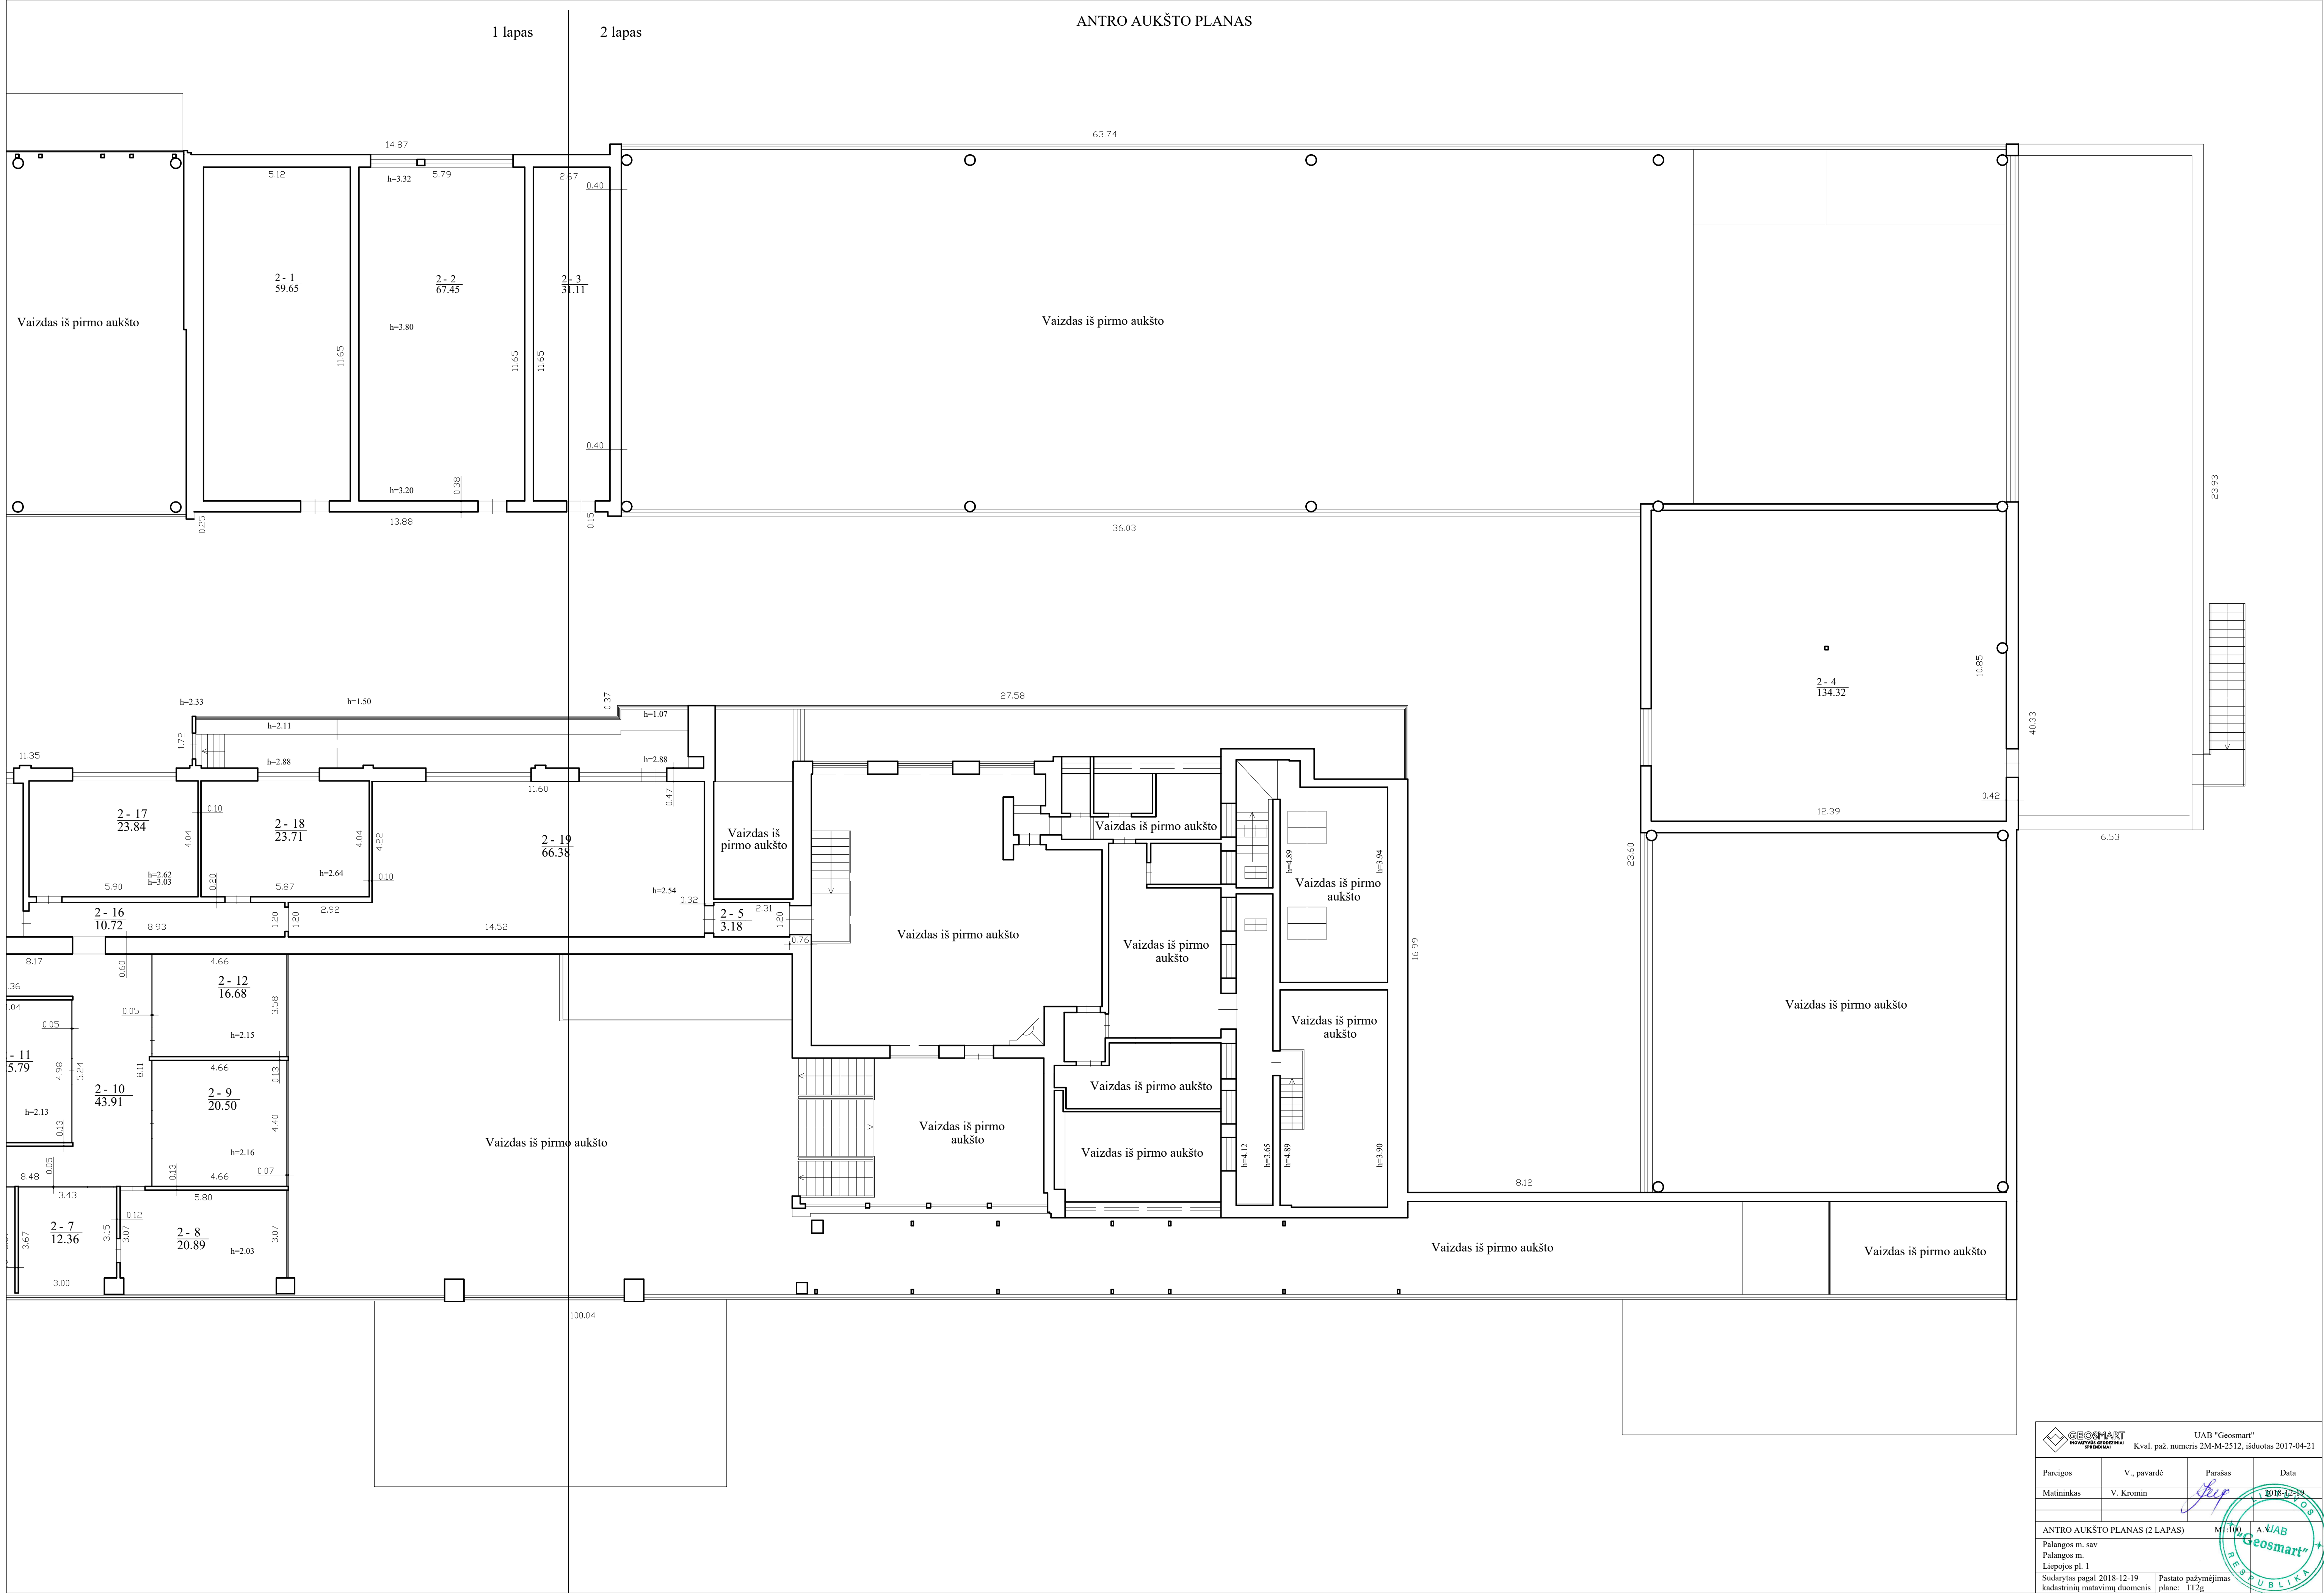 ANTRO AUKŠTO PLANAS
1 lapas
2 lapas
63.74
14.87
5.12
h=3.32
5.79
2.67
0.40
2 - 1
59.65
2 - 2
67.45
2 - 3
31.11
Vaizdas iš pirmo aukšto
h=3.80
Vaizdas iš pirmo aukšto
11.65
11.65
11.65
0.40
h=3.20
0.38
0.25
13.88
0.15
36.03
23.93
2 - 4
134.32
10.85
40.33
0.42
12.39
6.53
23.60
h=2.33
h=1.50
0.37
27.58
h=1.07
h=2.11
1.72
11.35
h=2.88
h=2.88
11.60
0.47
0.10
2 - 17
23.84
4.04
2 - 18
23.71
4.04
4.22
2 - 19
66.38
Vaizdas iš
pirmo aukšto
Vaizdas iš pirmo aukšto
h=4.89
h=3.94
h=2.62
h=3.03
5.90
0.20
5.87
h=2.64
0.10
h=2.54
0.32
Vaizdas iš pirmo
aukšto
2 - 16
10.72
8.93
1.20
1.20
2.92
14.52
2 - 5
3.18
2.31
1.20
0.76
Vaizdas iš pirmo aukšto
Vaizdas iš pirmo
aukšto
16.99
8.17
0.60
4.66
2 - 12
16.68
3.58
.36
.04
0.05
0.05
h=2.15
Vaizdas iš pirmo
aukšto
Vaizdas iš pirmo aukšto
- 11
5.79
4.98
5.24
8.11
4.66
0.13
2 - 10
43.91
2 - 9
20.50
Vaizdas iš pirmo aukšto
h=2.13
0.13
4.40
Vaizdas iš pirmo aukšto
Vaizdas iš pirmo
aukšto
h=2.16
Vaizdas iš pirmo aukšto
h=4.12
h=3.65
h=4.89
h=3.90
8.48
0.05
0.13
4.66
0.07
3.43
5.80
8.12
0.12
2 - 7
12.36
3.67
3.15
3.07
2 - 8
20.89
h=2.03
3.07
Vaizdas iš pirmo aukšto
Vaizdas iš pirmo aukšto
3.00
100.04
GEOSMART
INOVATYVŪS GEODEZINIAI
SPRENDIMAI
UAB "Geosmart"
Kval. paž. numeris 2M-M-2512, išduotas 2017-04-21
Pareigos V., pavardė Parašas Data
Matininkas V. Kromin 2018-12-19
ANTRO AUKŠTO PLANAS (2 LAPAS) M1:100 A.V.
Palangos m. sav
Palangos m.
Liepojos pl. 1
Sudarytas pagal 2018-12-19
kadastrinių matavimų duomenis
Pastato pažymėjimas
plane: 1T2g
LIETUVOS
RESPUBLIKA
UAB
"Geosmart"